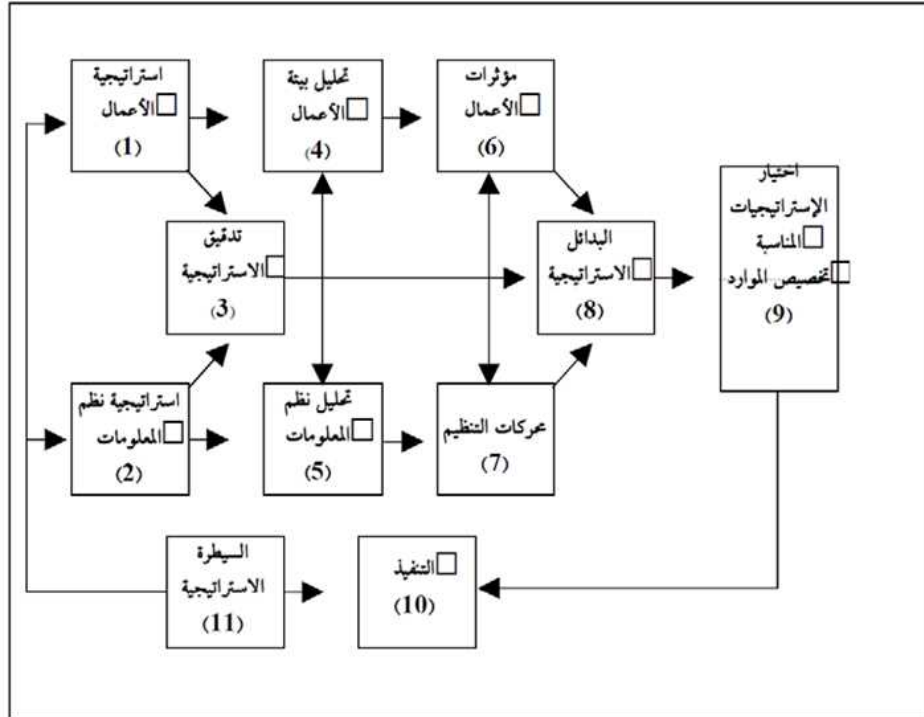 استراتيجية
الأعمال
(1)
تحليل بيئة
الأعمال
(4)
مؤثرات
الأعمال
(6)
اختيار
الإستراتيجيات
المناسبة
تخصيص الموارد
(9)
تدقيق
الاستراتيجية
(3)
البدائل
الاستراتيجية
(8)
استراتيجية نظم
المعلومات
(2)
تحليل نظم
المعلومات
(5)
محركات التنظيم
(7)
السيطرة
الاستراتيجية
(11)
التنفيذ
(10)